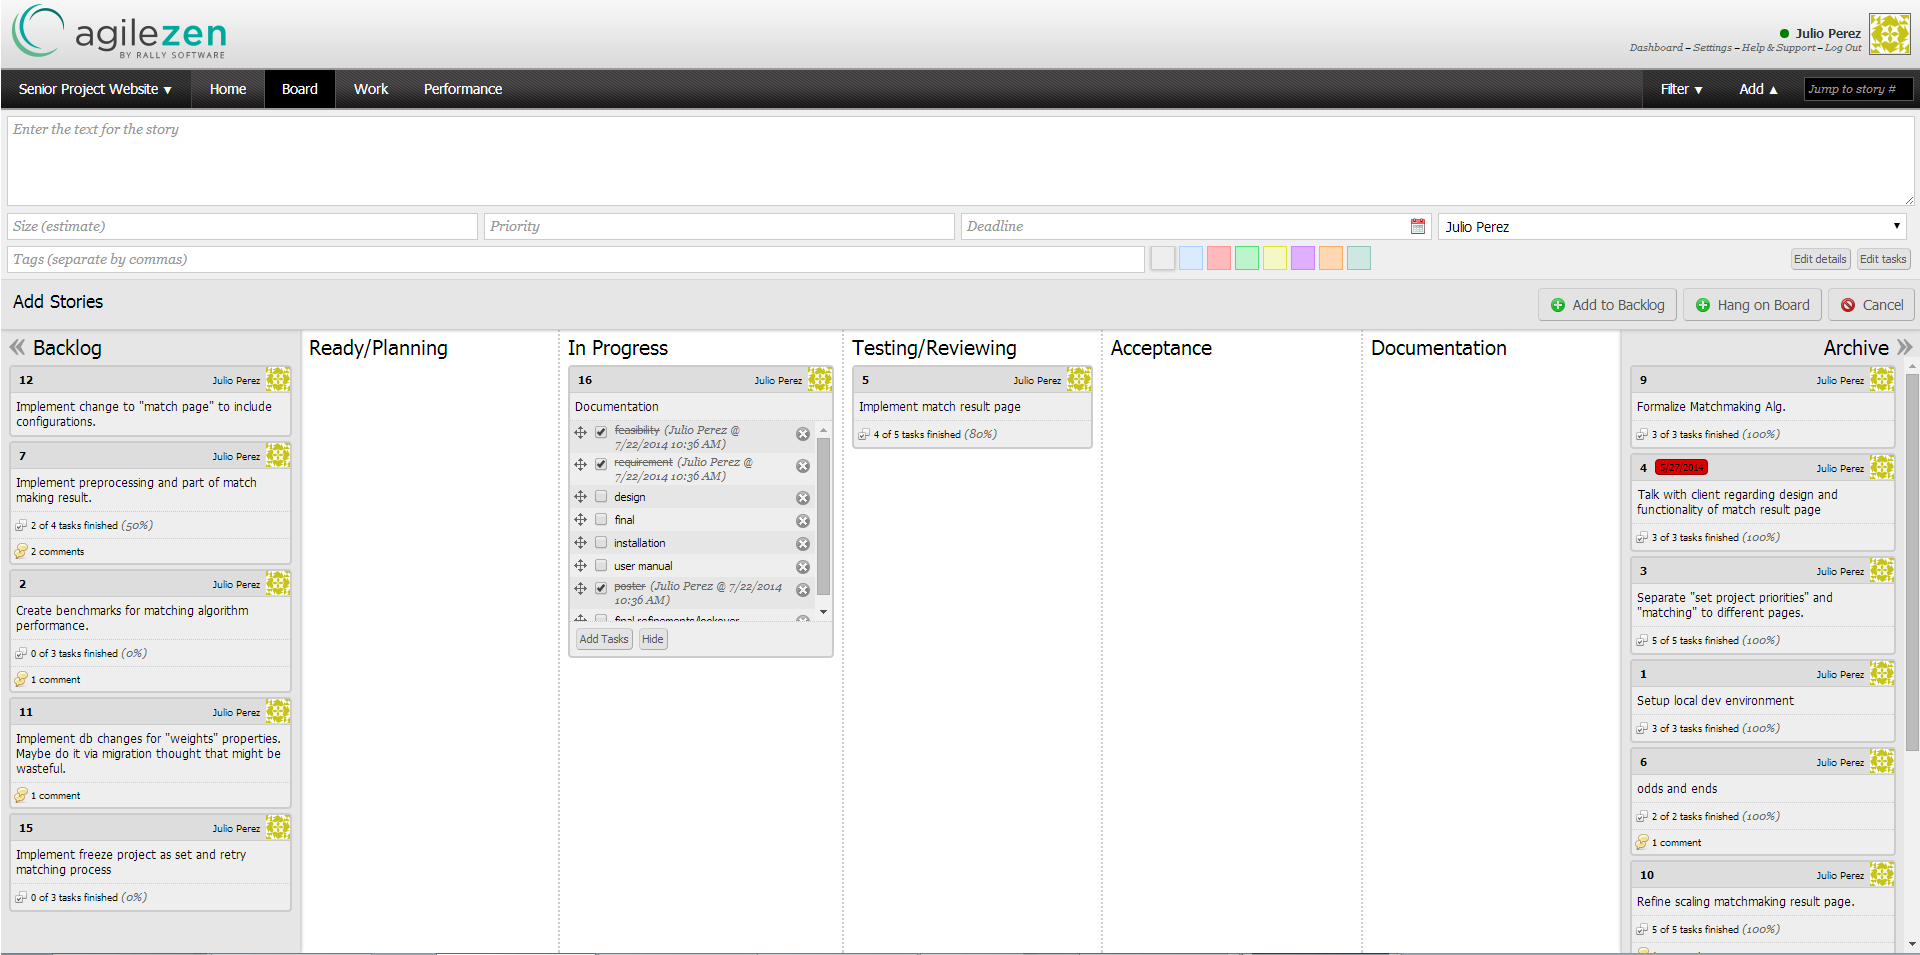 agilezen
BY RALLY SOFTWARE
Julio Perez
Dashboard – Settings – Help & Support – Log Out
Senior Project Website ▼ Home Board Work Performance Filter ▼ Add ▲ Jump to story #
Enter the text for the story
Size (estimate) Priority Deadline Julio Perez
Tags (separate by commas) Edit details Edit tasks
Add Stories Add to Backlog Hang on Board Cancel
Backlog
12 Julio Perez
Implement change to "match page" to include
configurations.
7 Julio Perez
Implement preprocessing and part of match
making result.
2 of 4 tasks finished (50%)
2 comments
2 Julio Perez
Create benchmarks for matching algorithm
performance.
0 of 3 tasks finished (0%)
1 comment
11 Julio Perez
Implement db changes for "weights" properties.
Maybe do it via migration thought that might be
wasteful.
1 comment
15 Julio Perez
Implement freeze project as set and retry
matching process
0 of 3 tasks finished (0%)
Ready/Planning
In Progress
16 Julio Perez
Documentation
feasibility (Julio Perez @
7/22/2014 10:36 AM)
requirement (Julio Perez @
7/22/2014 10:36 AM)
design
final
installation
user manual
poster (Julio Perez @ 7/22/2014
10:36 AM)
final refinements/lookover
Add Tasks Hide
Testing/Reviewing
5 Julio Perez
Implement match result page
4 of 5 tasks finished (80%)
Acceptance
Documentation
Archive
9 Julio Perez
Formalize Matchmaking Alg.
3 of 3 tasks finished (100%)
4 5/27/2014 Julio Perez
Talk with client regarding design and
functionality of match result page
3 of 3 tasks finished (100%)
3 Julio Perez
Separate "set project priorities" and
"matching" to different pages.
5 of 5 tasks finished (100%)
1 Julio Perez
Setup local dev environment
3 of 3 tasks finished (100%)
6 Julio Perez
odds and ends
2 of 2 tasks finished (100%)
1 comment
10 Julio Perez
Refine scaling matchmaking result page.
5 of 5 tasks finished (100%)